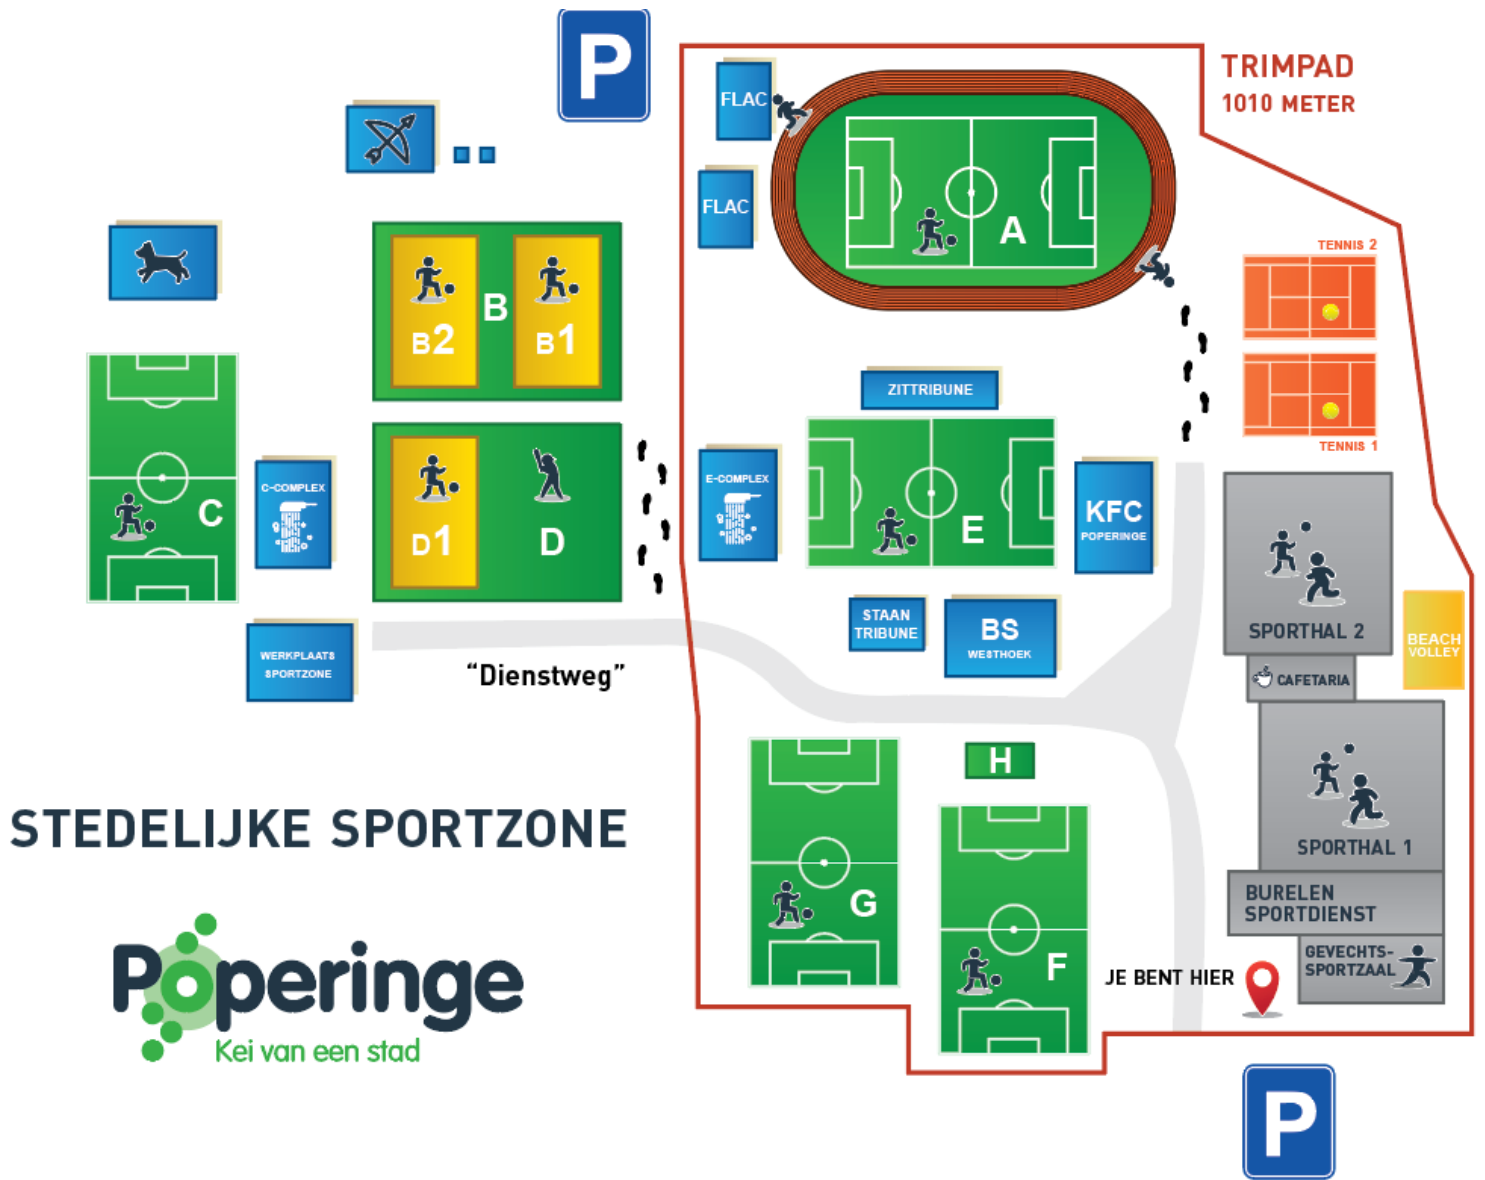 P
TRIMPAD
1010 METER
FLAC
FLAC
A
TENNIS 2
TENNIS 1
B2
B
B1
ZITTRIBUNE
C
C-COMPLEX
D1
D
E-COMPLEX
E
KFC
POPERINGE
SPORTHAL 2
BEACH
VOLLEY
STAAN
TRIBUNE
BS
WESTHOEK
WERKPLAATS
SPORTZONE
"Dienstweg"
CAFETARIA
H
SPORTHAL 1
STEDELIJKE SPORTZONE
G
F
BURELEN
SPORTDIENST
GEVECHTS-
SPORTZAAL
JE BENT HIER
Poperinge
Kei van een stad
P